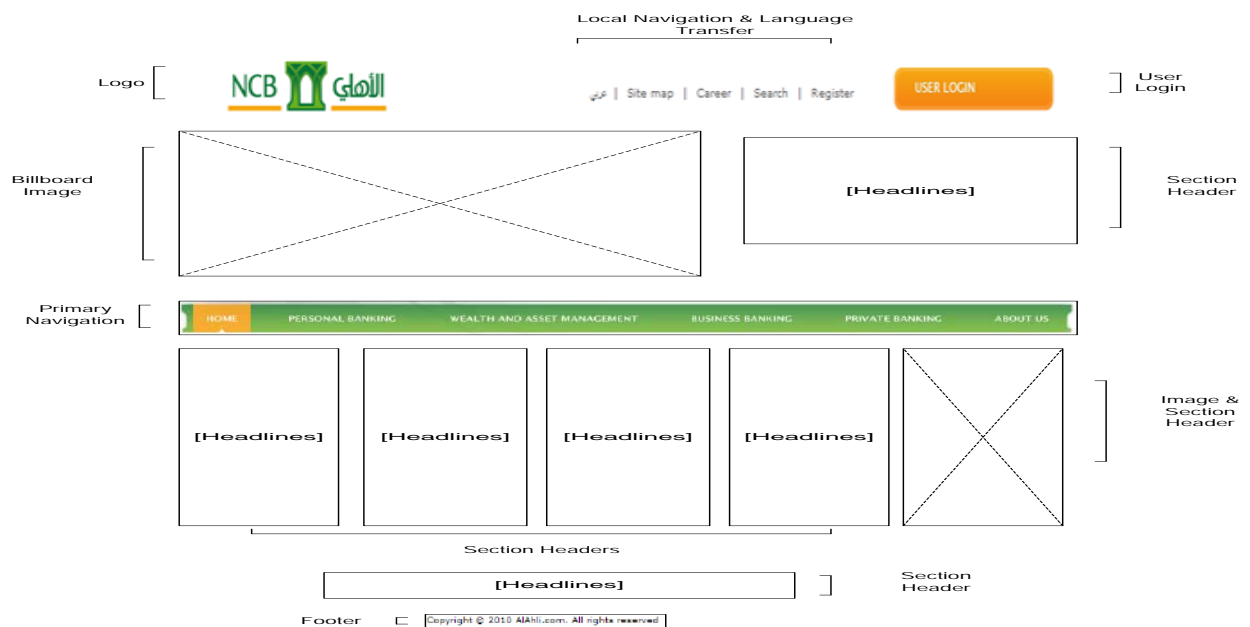 Local Navigation & Language
Transfer
Logo
NCB الأهلي
عربي | Site map | Career | Search | Register
USER LOGIN
User
Login
Billboard
Image
[Headlines]
Section
Header
Primary
Navigation
HOME PERSONAL BANKING WEALTH AND ASSET MANAGEMENT BUSINESS BANKING PRIVATE BANKING ABOUT US
[Headlines] [Headlines] [Headlines] [Headlines]
Image &
Section
Header
Section Headers
[Headlines]
Section
Header
Footer
Copyright © 2010 AlAhli.com. All rights reserved